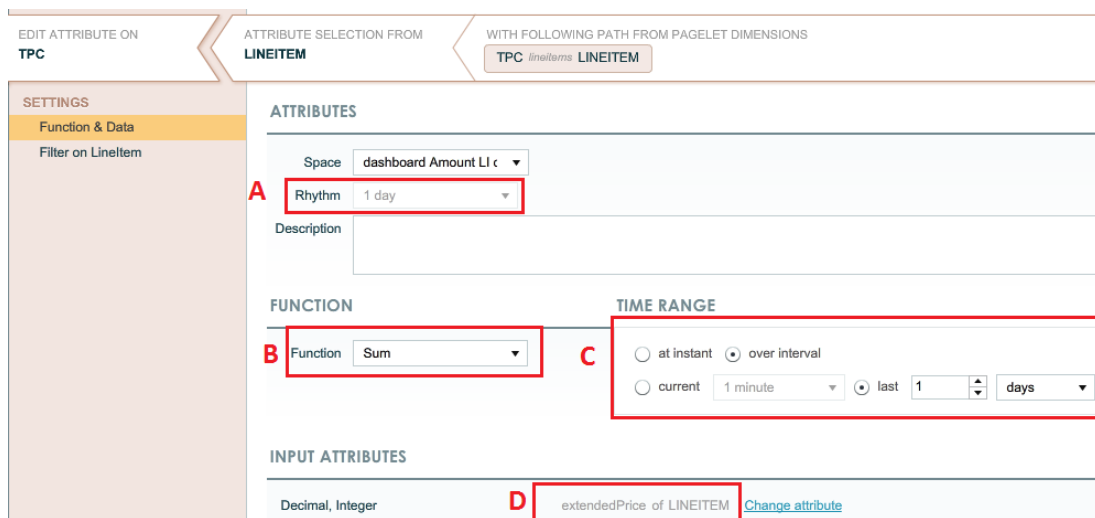 EDIT ATTRIBUTE ON
TPC
ATTRIBUTE SELECTION FROM
LINEITEM
WITH FOLLOWING PATH FROM PAGELET DIMENSIONS
TPC lineitems LINEITEM
SETTINGS
Function & Data
Filter on LineItem
ATTRIBUTES
Space dashboard Amount LI c
A Rhythm 1 day
Description
FUNCTION
B Function Sum
TIME RANGE
C at instant over interval
current 1 minute last 1 days
INPUT ATTRIBUTES
Decimal, Integer D extendedPrice of LINEITEM Change attribute